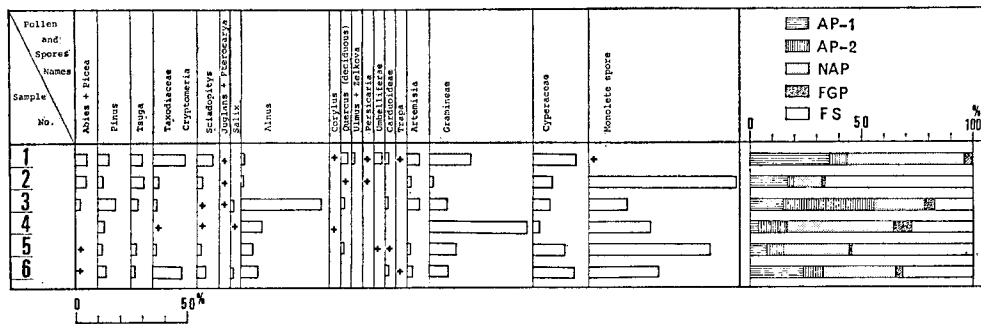 Pollen
and
Spores'
Names
Sample
No.
Abies + Picea
Pinus
Tsuga
Taxodiaceae
Cryptomeria
Sciadopitys
Juglans + Pterocarya
Salix
Alnus
Corylus
Quercus (deciduous)
Ulmus + Zelkova
Persicaria
Umbelliferae
Carduoideae
Trapa
Artemisia
Gramineae
Cyperaceae
Monolete spore
AP-1
AP-2
NAP
FGP
FS
0 50 100%
1 + + + + +
2 + + +
3 + +
4 + + + +
5 + + +
6 + +
0 50%